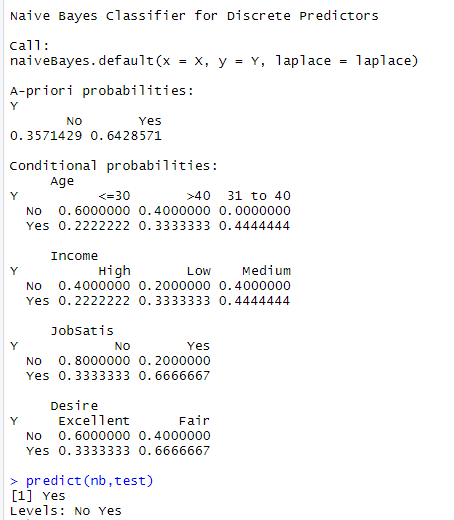 Naive Bayes Classifier for Discrete Predictors
Call:
naiveBayes.default(x = X, y = Y, laplace = laplace)
A-priori probabilities:
Y
No Yes
0.3571429 0.6428571
Conditional probabilities:
Age
Y <=30 >40 31 to 40
No 0.6000000 0.4000000 0.0000000
Yes 0.2222222 0.3333333 0.4444444
Income
Y High Low Medium
No 0.4000000 0.2000000 0.4000000
Yes 0.2222222 0.3333333 0.4444444
JobSatis
Y No Yes
No 0.8000000 0.2000000
Yes 0.3333333 0.6666667
Desire
Y Excellent Fair
No 0.6000000 0.4000000
Yes 0.3333333 0.6666667
> predict(nb,test)
[1] Yes
Levels: No Yes